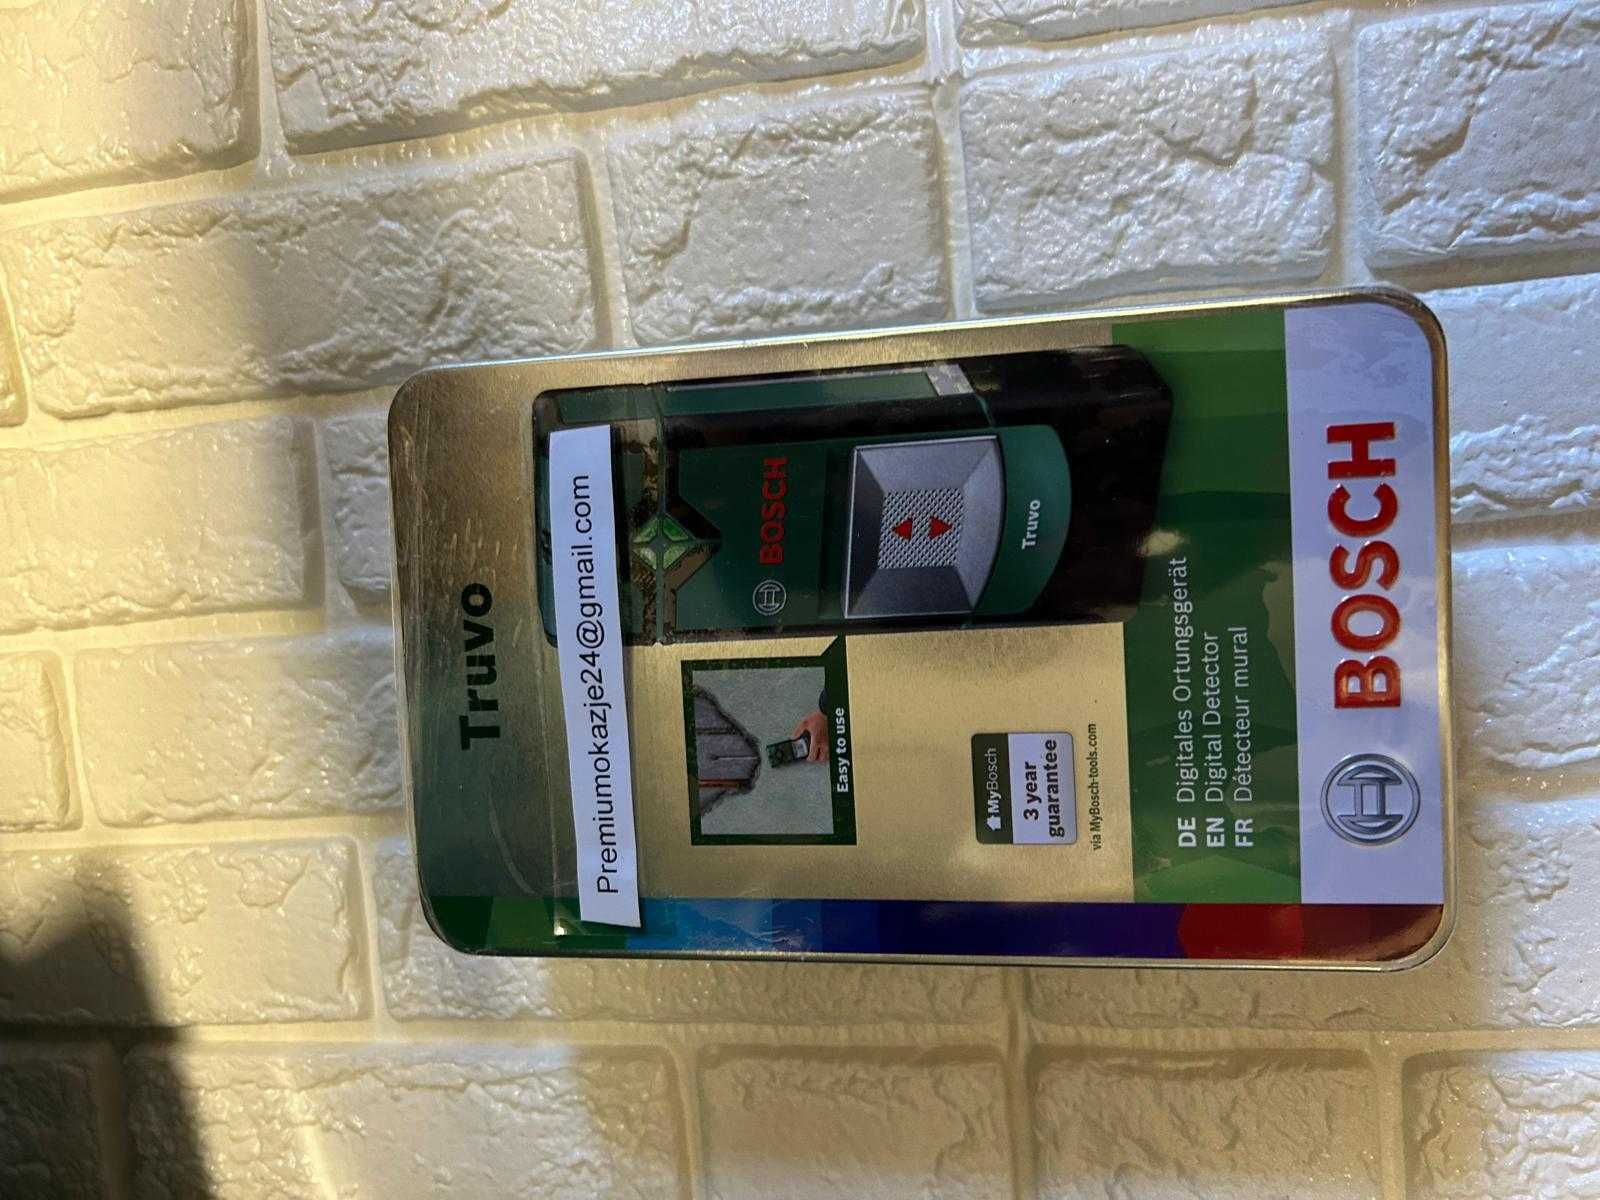 Truvo
Premiumokazje24@gmail.com
BOSCH
Truvo
Easy to use
MyBosch
3 year
guarantee
via MyBosch-tools.com
DE Digitales Ortungsgerät
EN Digital Detector
FR Détecteur mural
BOSCH